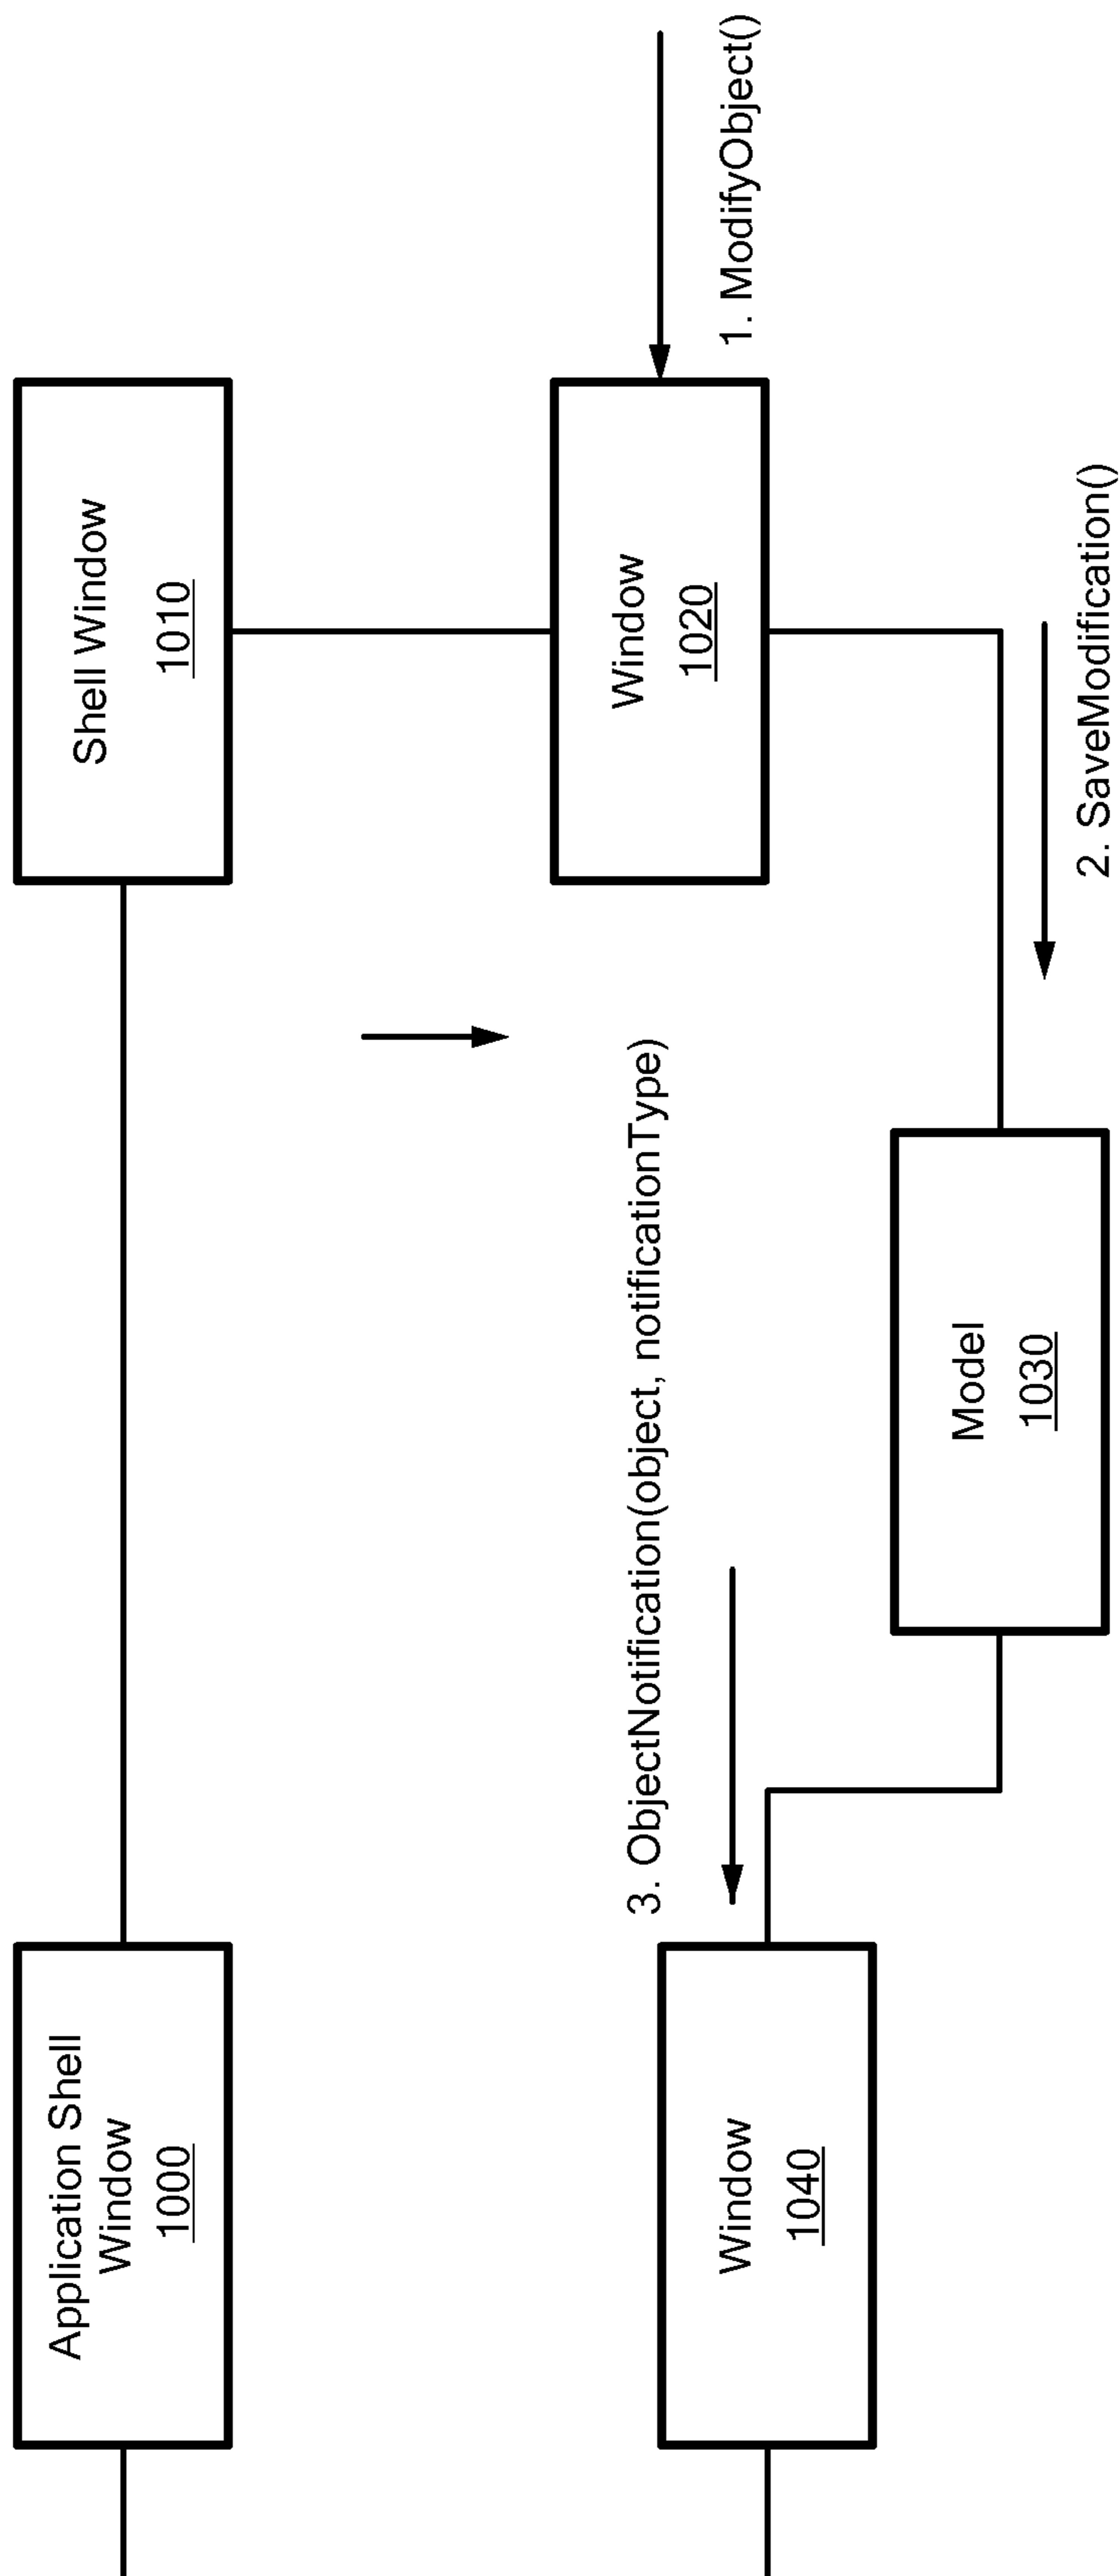 Application Shell
Window
1000
Shell Window
1010
Window
1020
1. ModifyObject()
3. ObjectNotification(object, notificationType)
Window
1040
Model
1030
2. SaveModification()